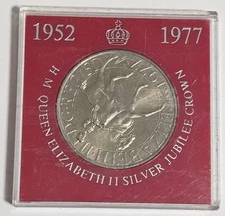 1952 1977
H M QUEEN ELIZABETH II SILVER JUBILEE CROWN